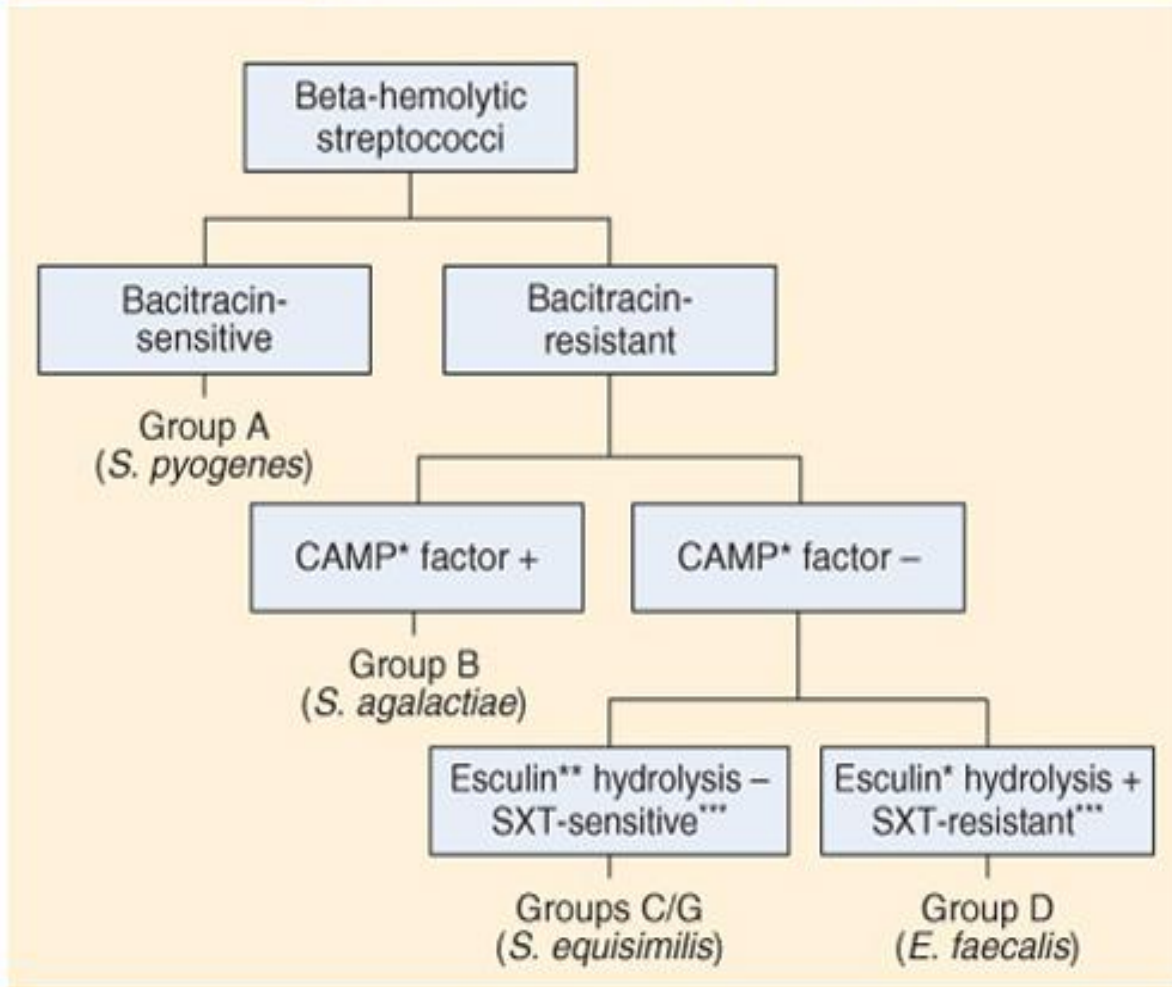 Beta-hemolytic
streptococci
Bacitracin-
sensitive
Bacitracin-
resistant
Group A
(S. pyogenes)
CAMP* factor +
CAMP* factor –
Group B
(S. agalactiae)
Esculin** hydrolysis –
SXT-sensitive***
Esculin* hydrolysis +
SXT-resistant***
Groups C/G
(S. equisimilis)
Group D
(E. faecalis)